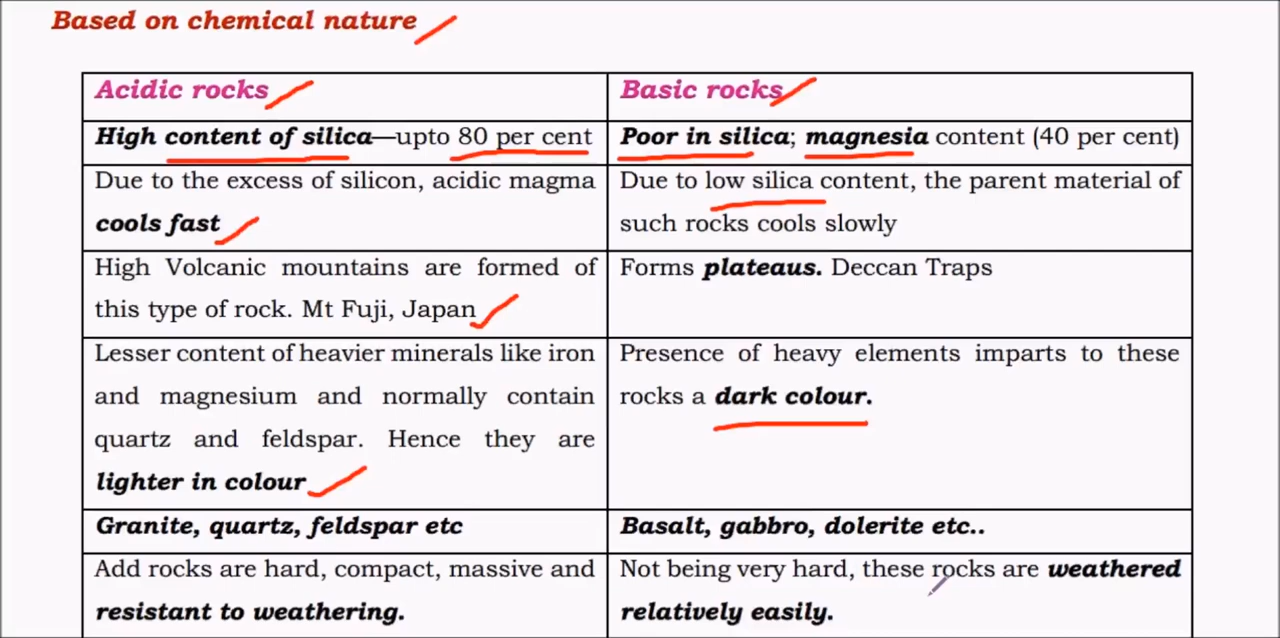 Based on chemical nature
Acidic rocks
Basic rocks
High content of silica—upto 80 per cent
Poor in silica; magnesia content (40 per cent)
Due to the excess of silicon, acidic magma
cools fast
Due to low silica content, the parent material of
such rocks cools slowly
High Volcanic mountains are formed of
this type of rock. Mt Fuji, Japan
Forms plateaus. Deccan Traps
Lesser content of heavier minerals like iron
and magnesium and normally contain
quartz and feldspar. Hence they are
lighter in colour
Presence of heavy elements imparts to these
rocks a dark colour.
Granite, quartz, feldspar etc
Basalt, gabbro, dolerite etc..
Add rocks are hard, compact, massive and
resistant to weathering.
Not being very hard, these rocks are weathered
relatively easily.